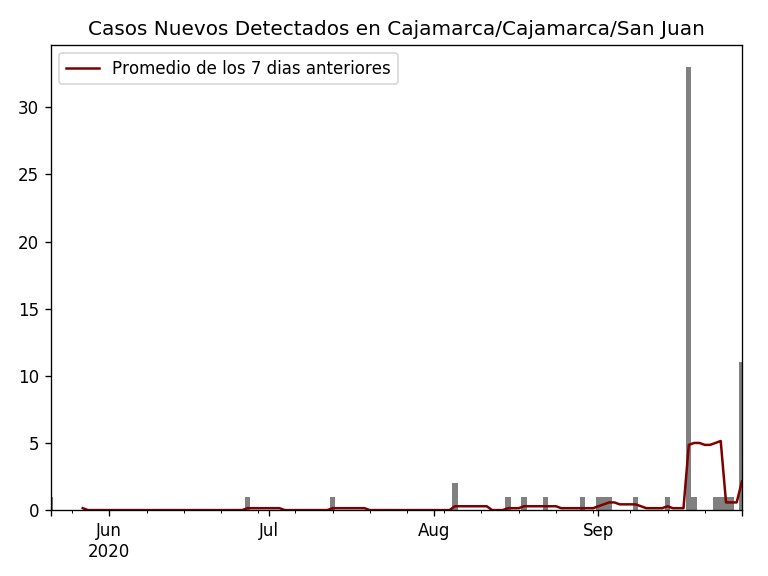 Casos Nuevos Detectados en Cajamarca/Cajamarca/San Juan
Promedio de los 7 dias anteriores
30
25
20
15
10
5
0
Jun Jul Aug Sep
2020